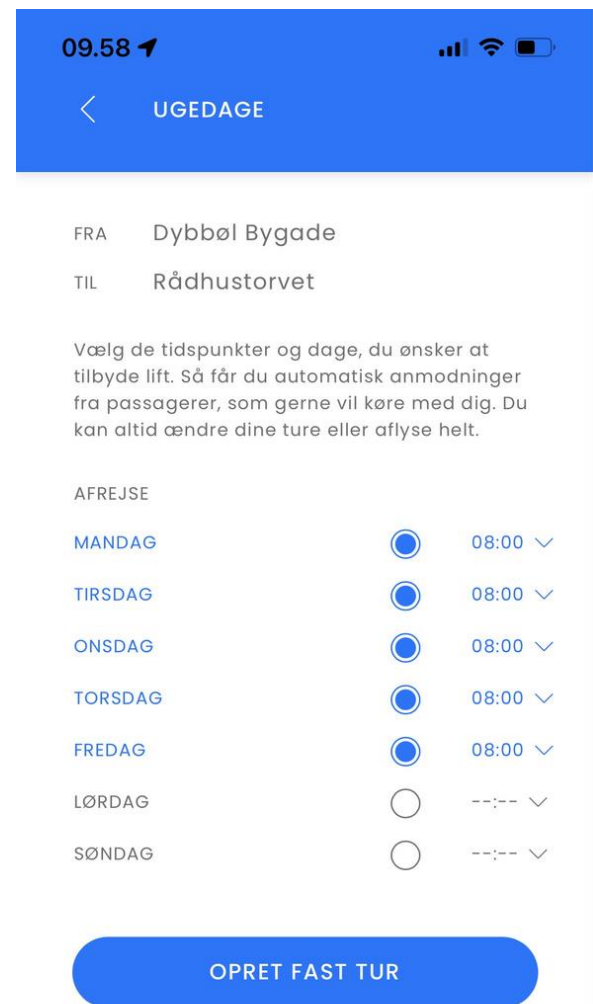 09.58
UGEDAGE
FRA Dybbøl Bygade
TIL Rådhustorvet
Vælg de tidspunkter og dage, du ønsker at
tilbyde lift. Så får du automatisk anmodninger
fra passagerer, som gerne vil køre med dig. Du
kan altid ændre dine ture eller aflyse helt.
AFREJSE
MANDAG 08:00
TIRSDAG 08:00
ONSDAG 08:00
TORSDAG 08:00
FREDAG 08:00
LØRDAG --:--
SØNDAG --:--
OPRET FAST TUR